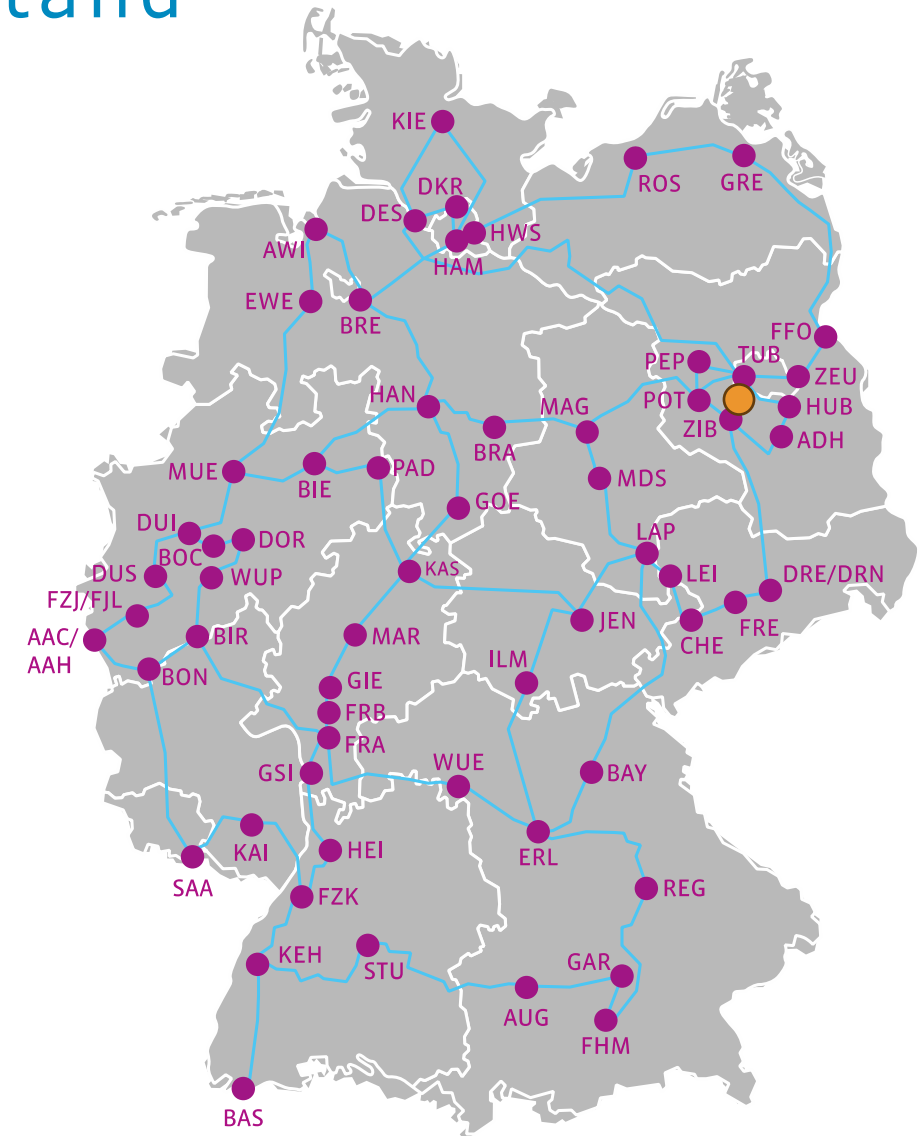 tand
KIE
DKR
ROS
GRE
DES
HWS
AWI
HAM
EWE
BRE
FFO
PEP
TUB
ZEU
HAN
MAG
POT
HUB
ZIB
ADH
BRA
MUE
BIE
PAD
MDS
GOE
DUI
DOR
LAP
BOC
KAS
LEI
DRE/DRN
DUS
WUP
FZJ/FJL
JEN
FRE
AAC/
AAH
BIR
MAR
CHE
BON
ILM
GIE
FRB
FRA
GSI
WUE
BAY
KAI
HEI
ERL
SAA
REG
FZK
KEH
STU
GAR
AUG
FHM
BAS